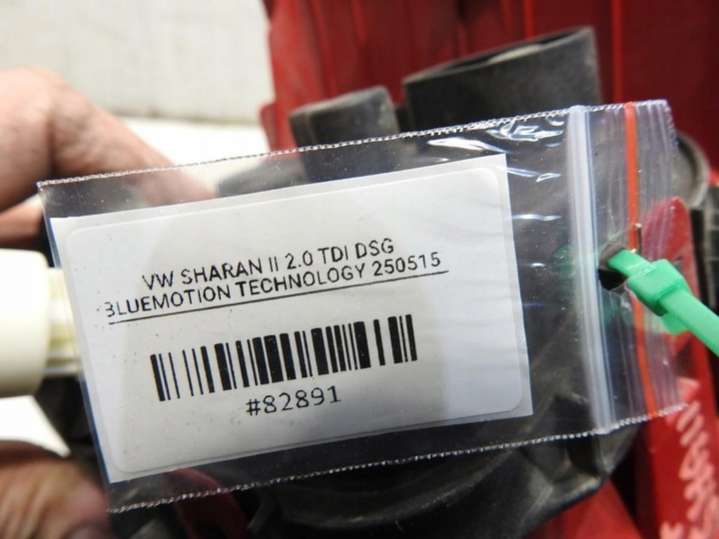 VW SHARAN II 2.0 TDI DSG
BLUEMOTION TECHNOLOGY 250515
#82891